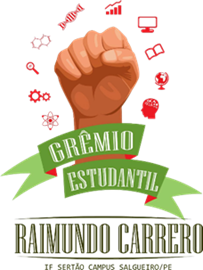 GRÊMIO
ESTUDANTIL
RAIMUNDO CARRERO
IF SERTÃO CAMPUS SALGUEIRO/PE